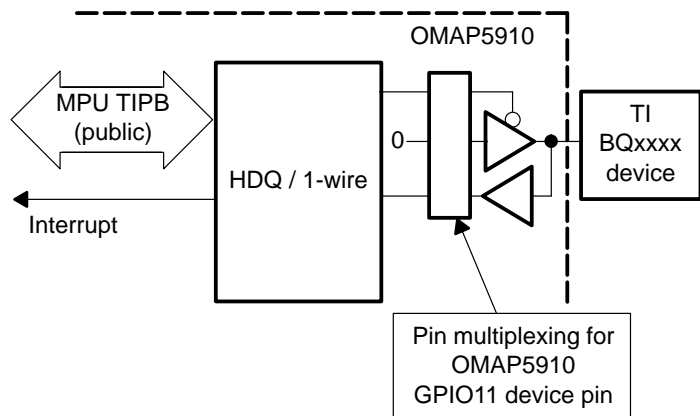 OMAP5910
MPU TIPB
(public)
HDQ / 1-wire
0
TI
BQxxxx
device
Interrupt
Pin multiplexing for
OMAP5910
GPIO11 device pin